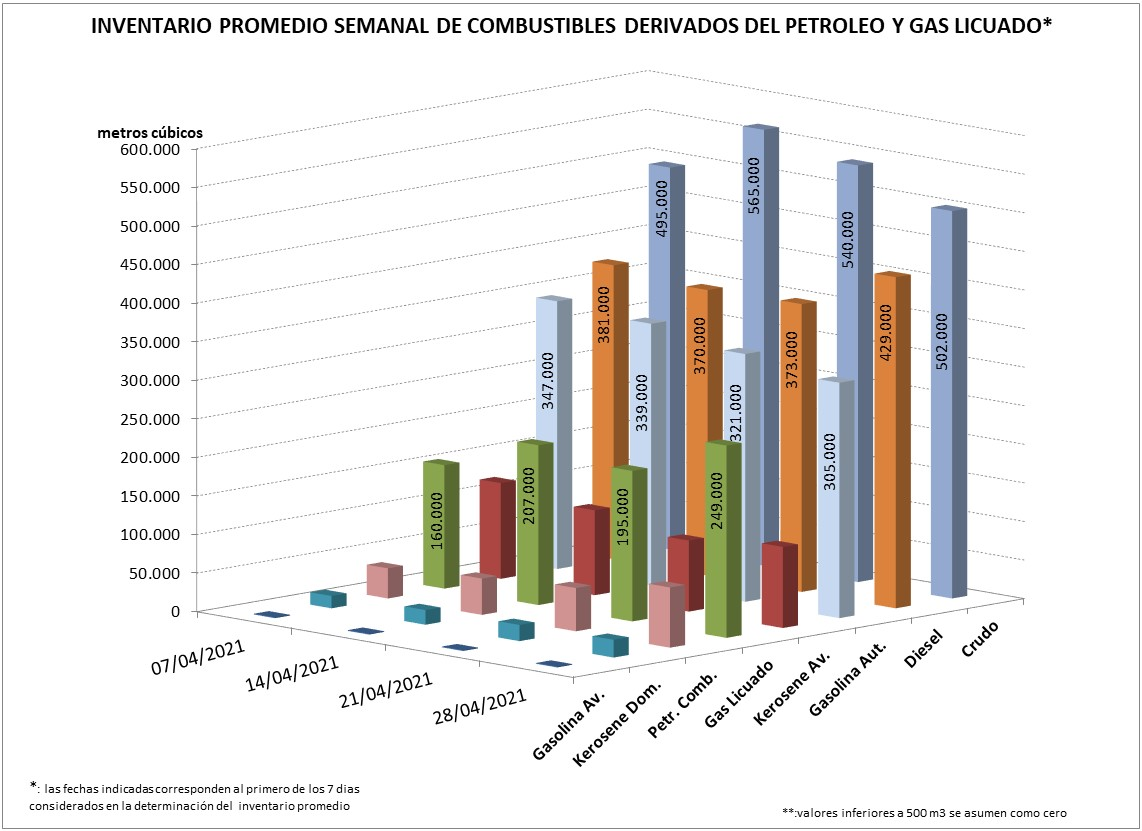 INVENTARIO PROMEDIO SEMANAL DE COMBUSTIBLES DERIVADOS DEL PETROLEO Y GAS LICUADO*
metros cúbicos
600.000
550.000
500.000
450.000
400.000
350.000
300.000
250.000
200.000
150.000
100.000
50.000
0
495.000
565.000
540.000
502.000
381.000
370.000
373.000
429.000
347.000
339.000
321.000
305.000
160.000
207.000
195.000
249.000
07/04/2021
14/04/2021
21/04/2021
28/04/2021
Gasolina Av.
Kerosene Dom.
Petr. Comb.
Gas Licuado
Kerosene Av.
Gasolina Aut.
Diesel
Crudo
*: las fechas indicadas corresponden al primero de los 7 dias
considerados en la determinación del inventario promedio
**:valores inferiores a 500 m3 se asumen como cero